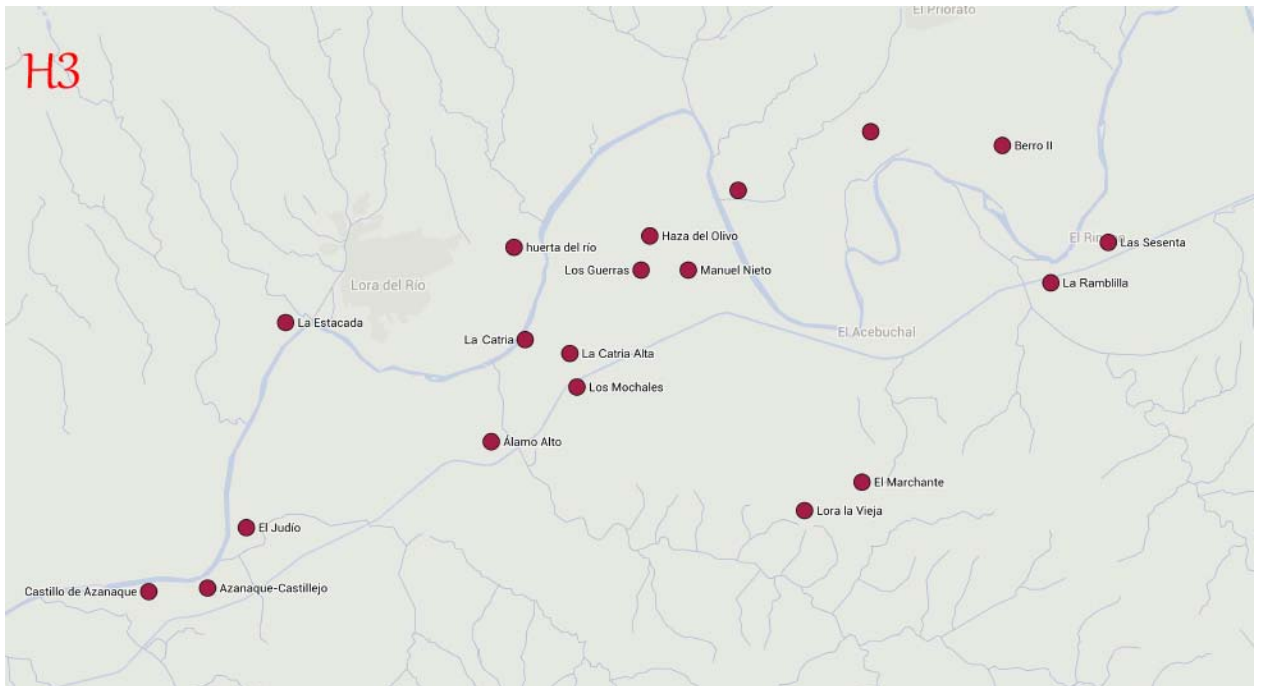 El Priorato
H3
Berro II
Haza del Olivo
huerta del río
El Rincón
Las Sesenta
Los Guerras
Manuel Nieto
La Ramblilla
Lora del Río
La Estacada
El Acebuchal
La Catria
La Catria Alta
Los Mochales
Álamo Alto
El Marchante
Lora la Vieja
El Judío
Azanaque-Castillejo
Castillo de Azanaque